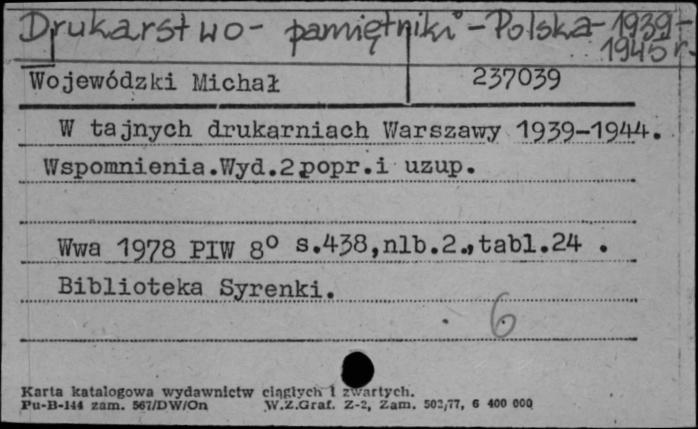 Drukarstwo - pamiętniki - Polska - 1939-
1945 r.
Wojewódzki Michał 237039
W tajnych drukarniach Warszawy 1939-1944.
Wspomnienia.Wyd.2 popr.i uzup.
Wwa 1978 PIW 8° s.438,nlb.2.,tabl.24 .
Biblioteka Syrenki.
6
Karta katalogowa wydawnictw ciągłych i zwartych.
Pu-B-144 zam. 567/DW/On W.Z.Graf. Z-2, Zam. 502/77, 6 400 000